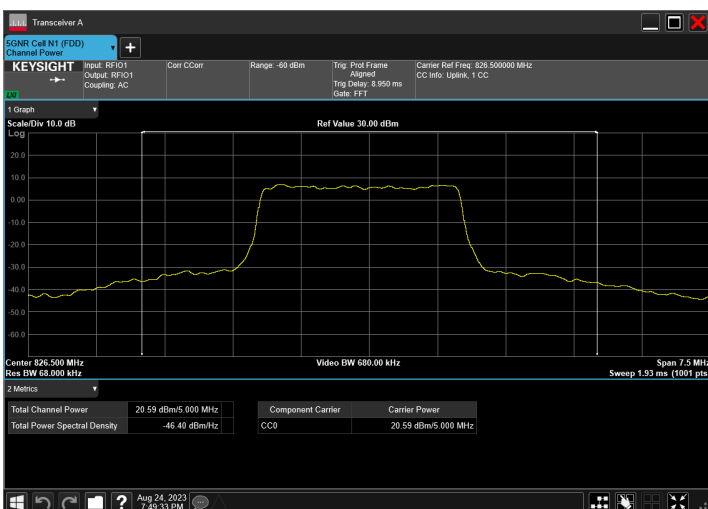 Transceiver A
5GNR Cell N1 (FDD)
Channel Power
KEYSIGHT
LXI
Input: RFIO1
Output: RFIO1
Coupling: AC
Corr CCorr
Range: -60 dBm
Trig: Prot Frame
Aligned
Trig Delay: 8.950 ms
Gate: FFT
Carrier Ref Freq: 826.500000 MHz
CC Info: Uplink, 1 CC
1 Graph
Scale/Div 10.0 dB
Ref Value 30.00 dBm
Log
20.0
10.0
0.00
-10.0
-20.0
-30.0
-40.0
-50.0
-60.0
Center 826.500 MHz
Video BW 680.00 kHz
Span 7.5 MHz
Res BW 68.000 kHz
Sweep 1.93 ms (1001 pts
2 Metrics
Total Channel Power 20.59 dBm/5.000 MHz
Total Power Spectral Density -46.40 dBm/Hz
Component Carrier Carrier Power
CC0 20.59 dBm/5.000 MHz
?
Aug 24, 2023
7:49:33 PM